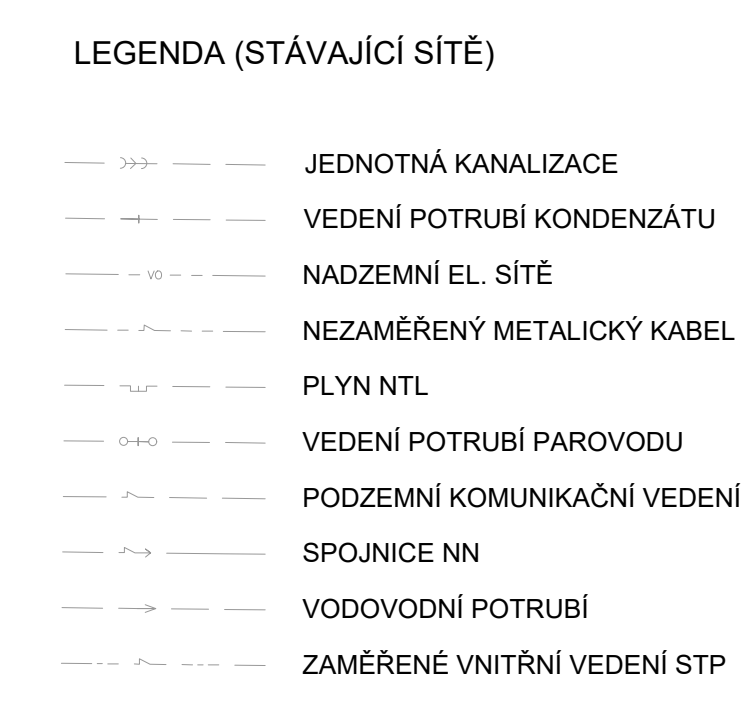 LEGENDA (STÁVAJÍCÍ SÍTĚ)
JEDNOTNÁ KANALIZACE
VEDENÍ POTRUBÍ KONDENZÁTU
VO NADZEMNÍ EL. SÍTĚ
NEZAMĚŘENÝ METALICKÝ KABEL
PLYN NTL
VEDENÍ POTRUBÍ PAROVODU
PODZEMNÍ KOMUNIKAČNÍ VEDENÍ
SPOJNICE NN
VODOVODNÍ POTRUBÍ
ZAMĚŘENÉ VNITŘNÍ VEDENÍ STP